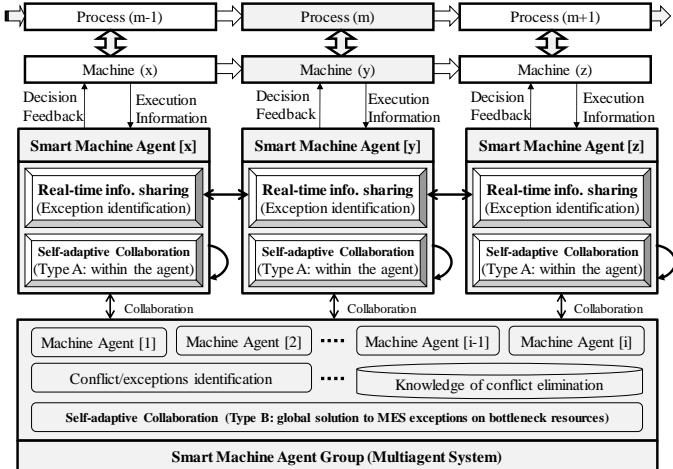 Process (m-1) Process (m) Process (m+1)
Machine (x) Machine (y) Machine (z)
Decision Execution Decision Execution Decision Execution
Feedback Information Feedback Information Feedback Information
Smart Machine Agent [x] Smart Machine Agent [y] Smart Machine Agent [z]
Real-time info. sharing Real-time info. sharing Real-time info. sharing
(Exception identification) (Exception identification) (Exception identification)
Self-adaptive Collaboration Self-adaptive Collaboration Self-adaptive Collaboration
(Type A: within the agent) (Type A: within the agent) (Type A: within the agent)
Collaboration Collaboration Collaboration
Machine Agent [1] Machine Agent [2] Machine Agent [i-1] Machine Agent [i]
Conflict/exceptions identification Knowledge of conflict elimination
Self-adaptive Collaboration (Type B: global solution to MES exceptions on bottleneck resources)
Smart Machine Agent Group (Multiagent System)